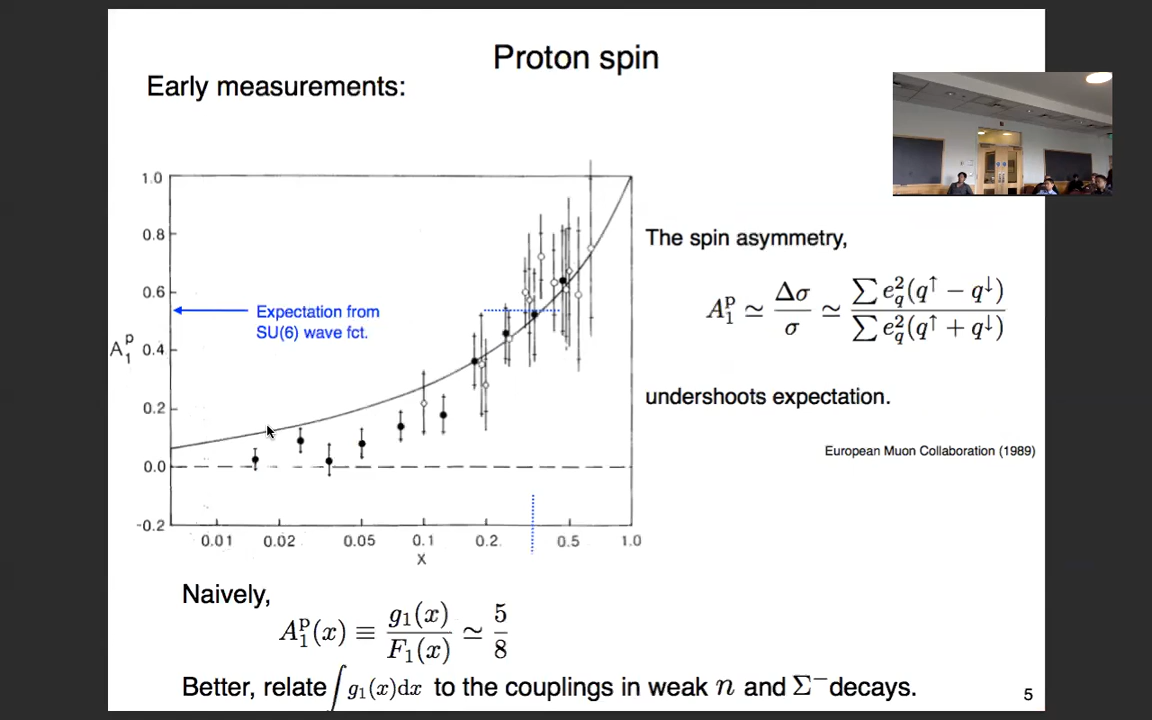 Proton spin
Early measurements:
1.0
0.8
0.6
0.4
0.2
0.0
-0.2
A₁ᵖ
Expectation from
SU(6) wave fct.
0.01 0.02 0.05 0.1 0.2. 0.5 1.0
X
The spin asymmetry,
A₁ᵖ ≃ Δσ/σ ≃ ∑ e_q²(q↑ − q↓) / ∑ e_q²(q↑ + q↓)
undershoots expectation.
European Muon Collaboration (1989)
Naively,
A₁ᵖ(x) ≡ g₁(x)/F₁(x) ≃ 5/8
Better, relate ∫ g₁(x)dx to the couplings in weak n and Σ⁻ decays.
5